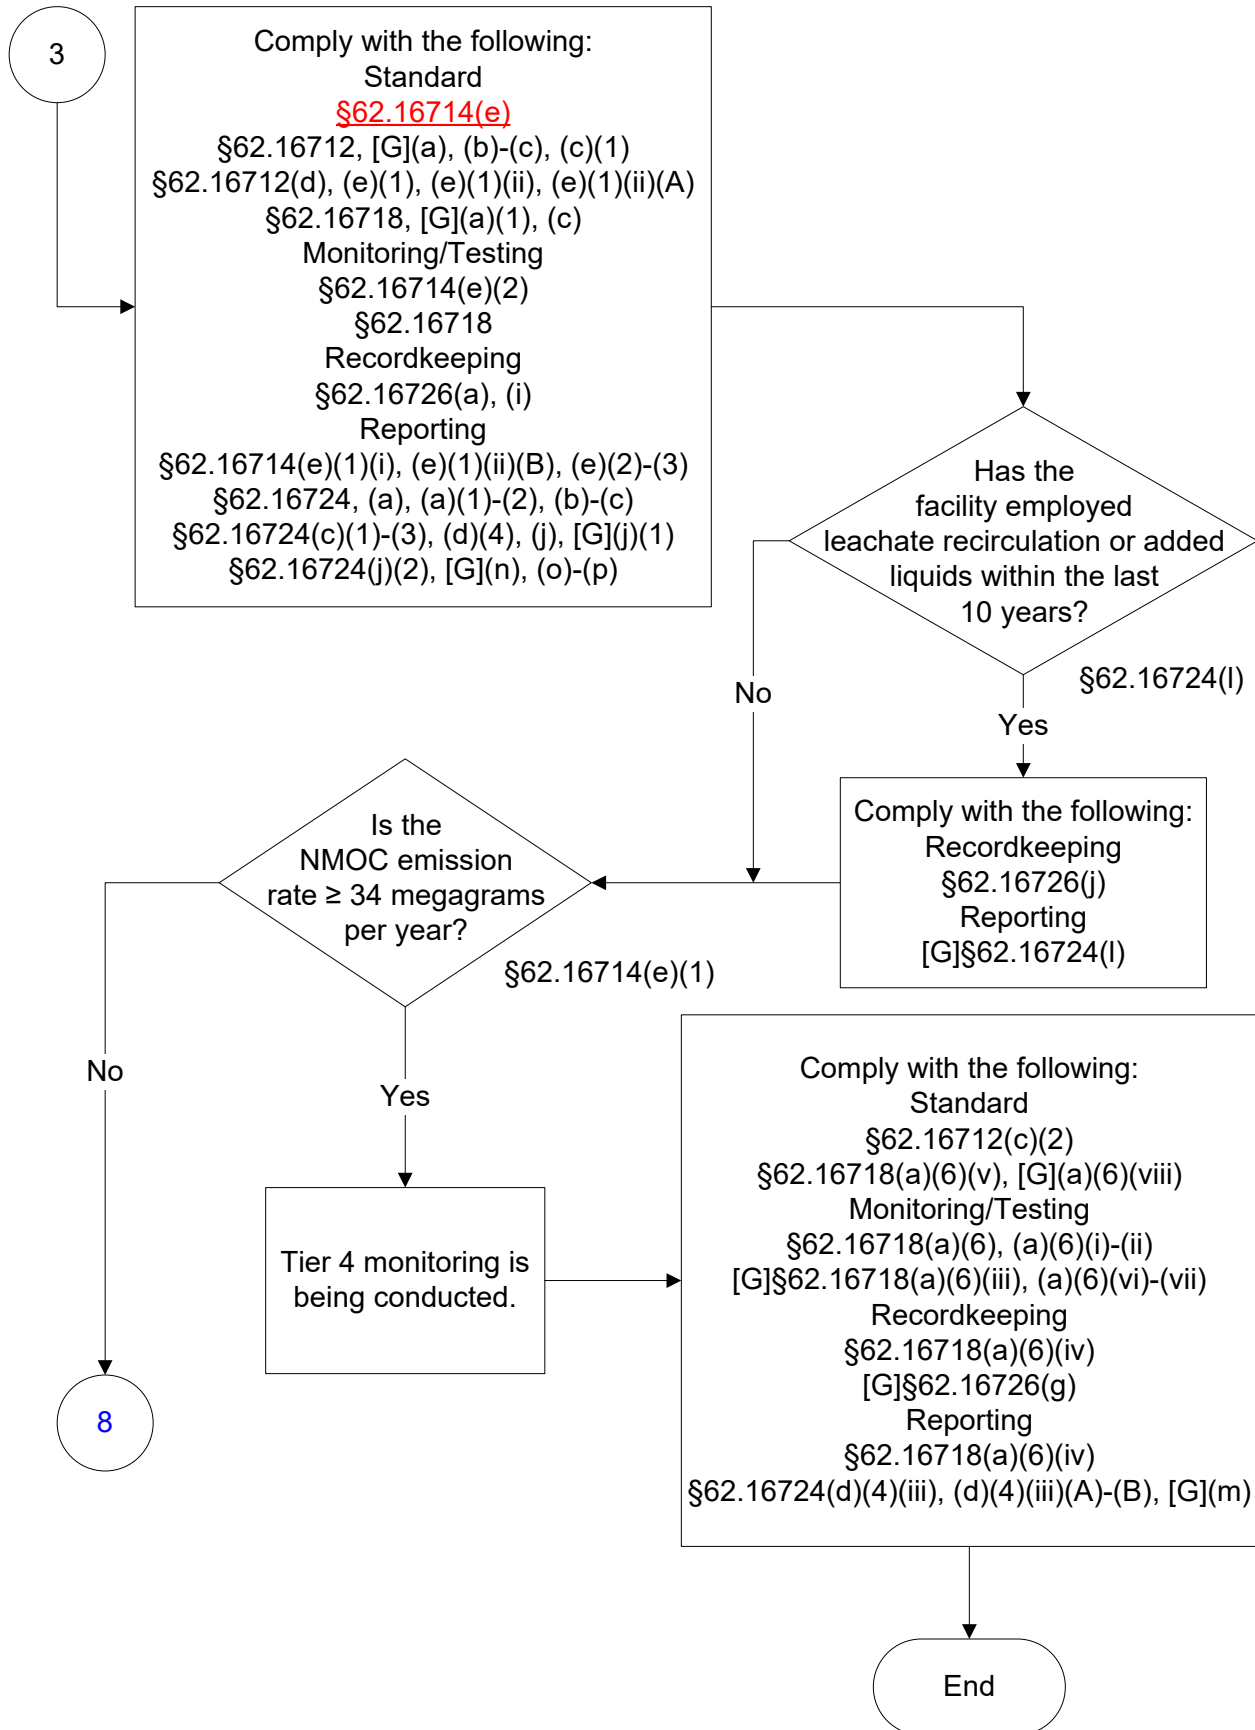 3
Comply with the following:
Standard
§62.16714(e)
§62.16712, [G](a), (b)-(c), (c)(1)
§62.16712(d), (e)(1), (e)(1)(ii), (e)(1)(ii)(A)
§62.16718, [G](a)(1), (c)
Monitoring/Testing
§62.16714(e)(2)
§62.16718
Recordkeeping
§62.16726(a), (i)
Reporting
§62.16714(e)(1)(i), (e)(1)(ii)(B), (e)(2)-(3)
§62.16724, (a), (a)(1)-(2), (b)-(c)
§62.16724(c)(1)-(3), (d)(4), (j), [G](j)(1)
§62.16724(j)(2), [G](n), (o)-(p)
Has the
facility employed
leachate recirculation or added
liquids within the last
10 years?
§62.16724(l)
No
Yes
Comply with the following:
Recordkeeping
§62.16726(j)
Reporting
[G]§62.16724(l)
Is the
NMOC emission
rate ≥ 34 megagrams
per year?
§62.16714(e)(1)
No
Yes
8
Tier 4 monitoring is
being conducted.
Comply with the following:
Standard
§62.16712(c)(2)
§62.16718(a)(6)(v), [G](a)(6)(viii)
Monitoring/Testing
§62.16718(a)(6), (a)(6)(i)-(ii)
[G]§62.16718(a)(6)(iii), (a)(6)(vi)-(vii)
Recordkeeping
§62.16718(a)(6)(iv)
[G]§62.16726(g)
Reporting
§62.16718(a)(6)(iv)
§62.16724(d)(4)(iii), (d)(4)(iii)(A)-(B), [G](m)
End